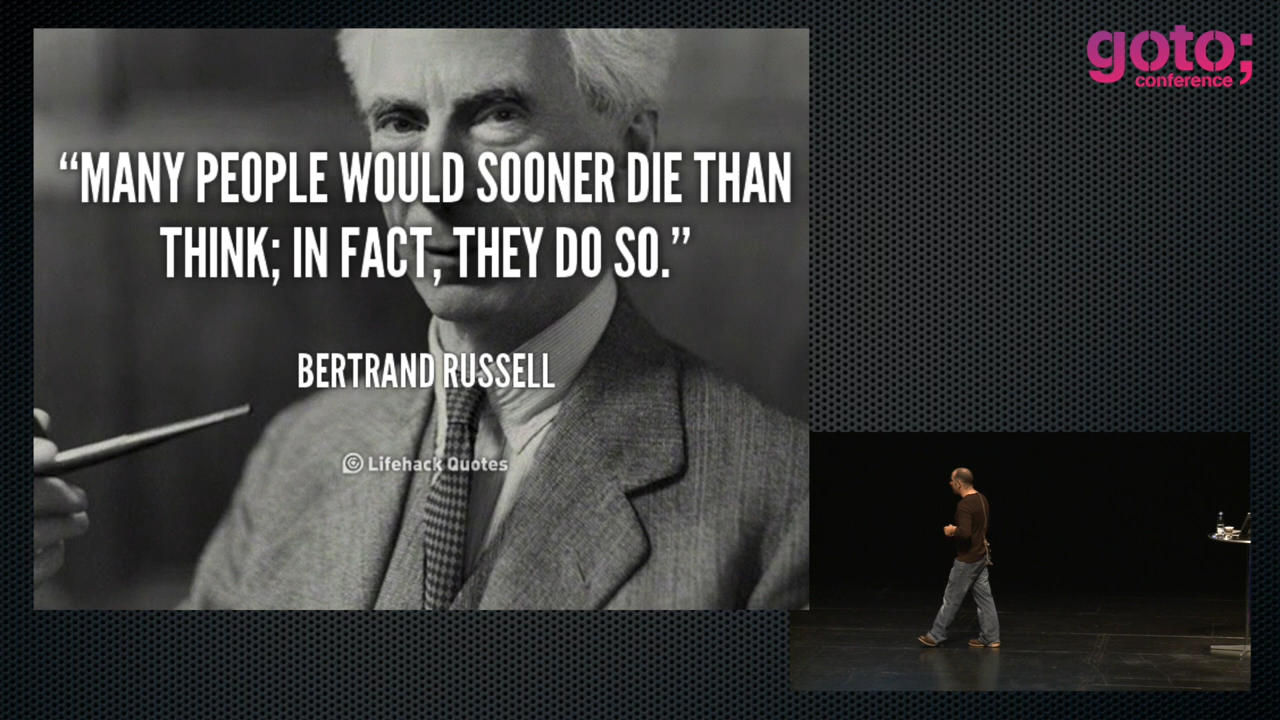 “MANY PEOPLE WOULD SOONER DIE THAN
THINK; IN FACT, THEY DO SO.”
BERTRAND RUSSELL
Lifehack Quotes
goto;
conference